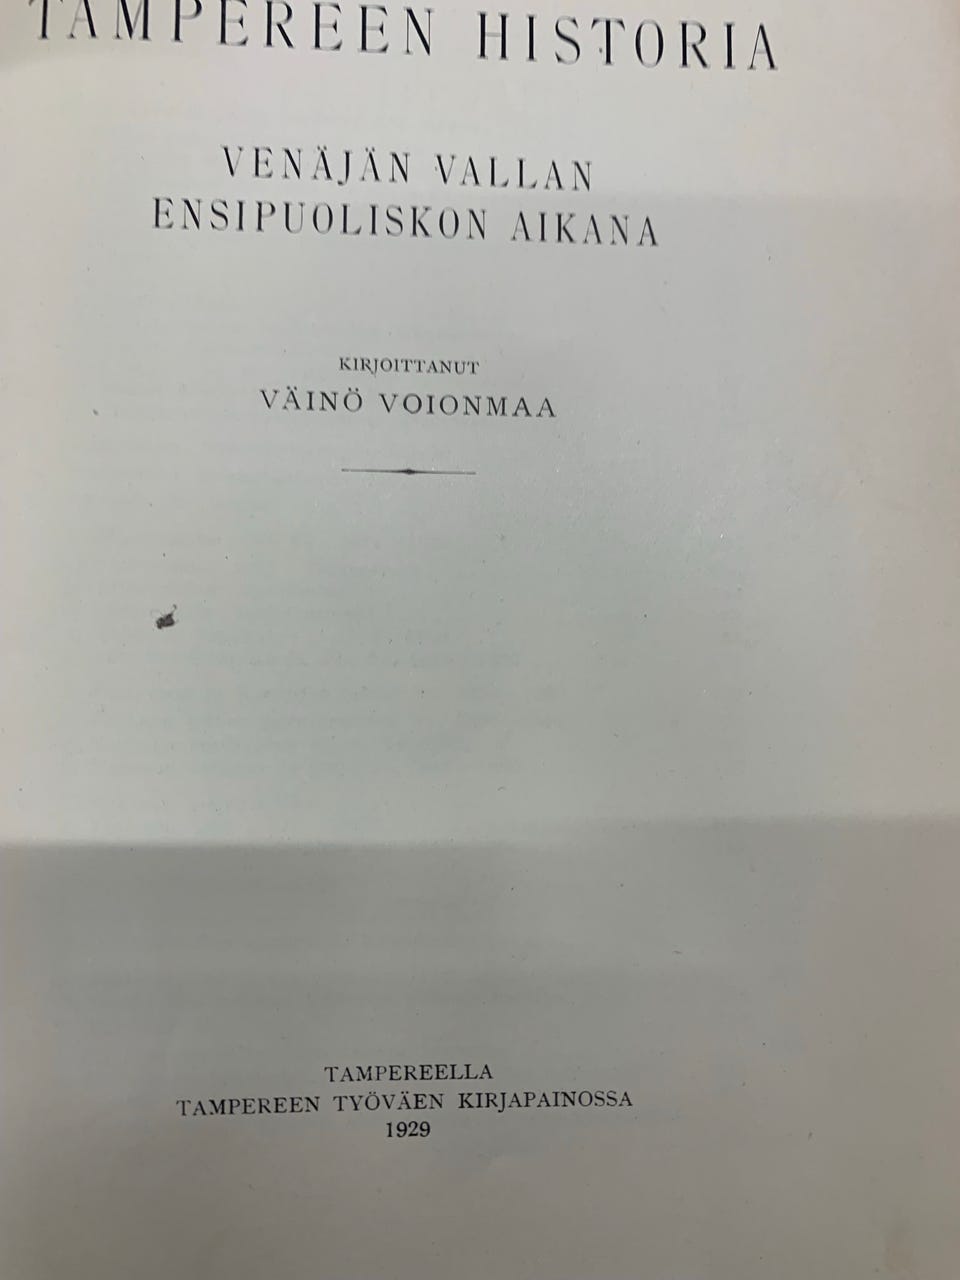 TAMPEREEN HISTORIA
VENÄJÄN VALLAN
ENSIPUOLISKON AIKANA
KIRJOITTANUT
VÄINÖ VOIONMAA
TAMPEREELLA
TAMPEREEN TYÖVÄEN KIRJAPAINOSSA
1929